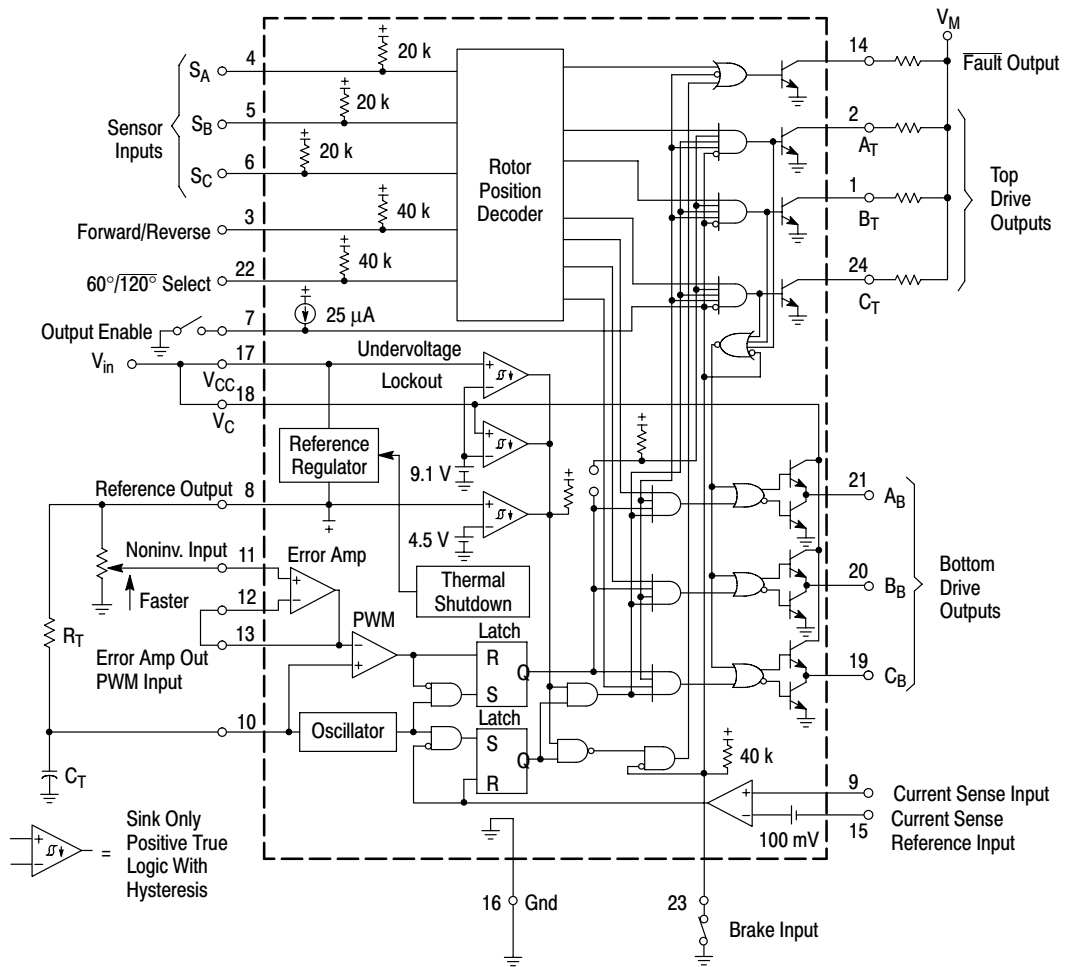 V_M
4
S_A
20 k
14
F̅a̅u̅l̅t̅ Output
5
S_B
20 k
2
A_T
Sensor
Inputs
6
S_C
20 k
Rotor
Position
Decoder
1
B_T
Top
Drive
Outputs
3
Forward/Reverse
40 k
22
60°/1̅2̅0̅°̅ Select
40 k
24
C_T
7
Output Enable
25 μA
V_in
17
V_CC
Undervoltage
Lockout
18
V_C
Reference
Regulator
9.1 V
Reference Output
8
4.5 V
21
A_B
Noninv. Input
11
Error Amp
Faster
12
Thermal
Shutdown
20
B_B
Bottom
Drive
Outputs
R_T
13
PWM
Error Amp Out
PWM Input
Latch
R
Q
S
19
C_B
10
Oscillator
Latch
S
Q
R
40 k
C_T
9
Current Sense Input
100 mV
15
Current Sense
Reference Input
+
−
=
Sink Only
Positive True
Logic With
Hysteresis
16
Gnd
23
Brake Input